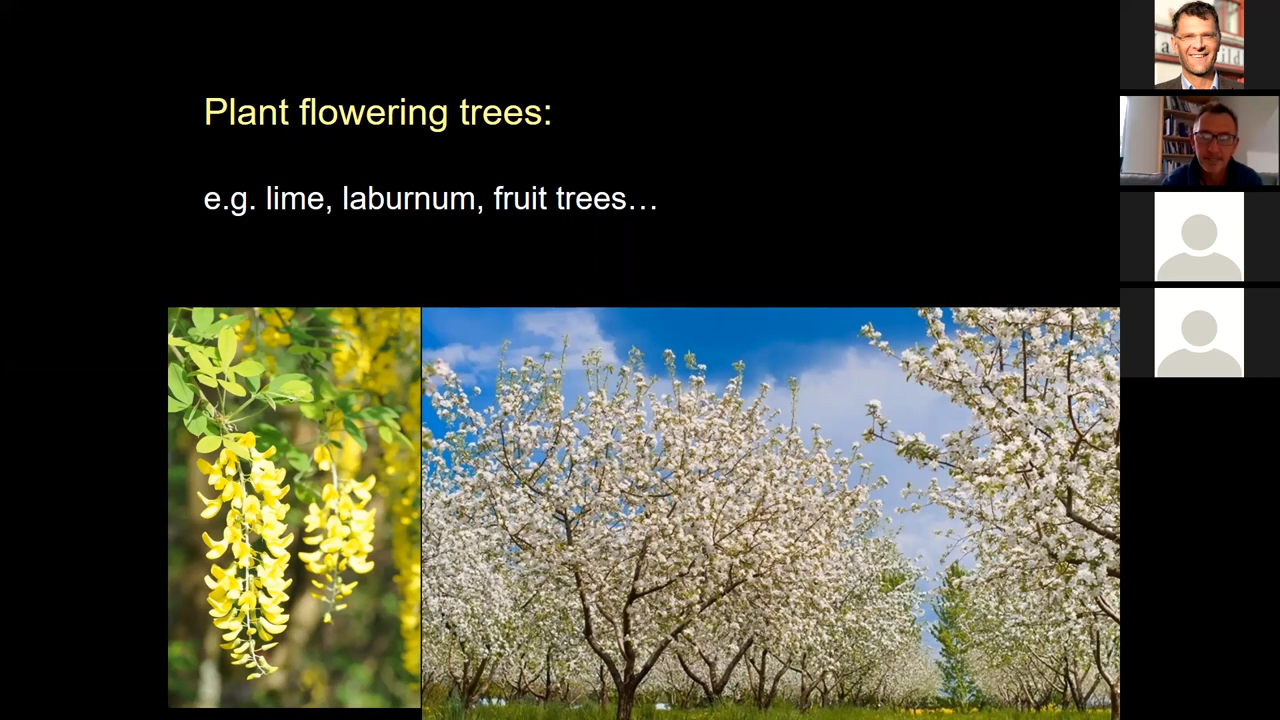 Plant flowering trees:
e.g. lime, laburnum, fruit trees…